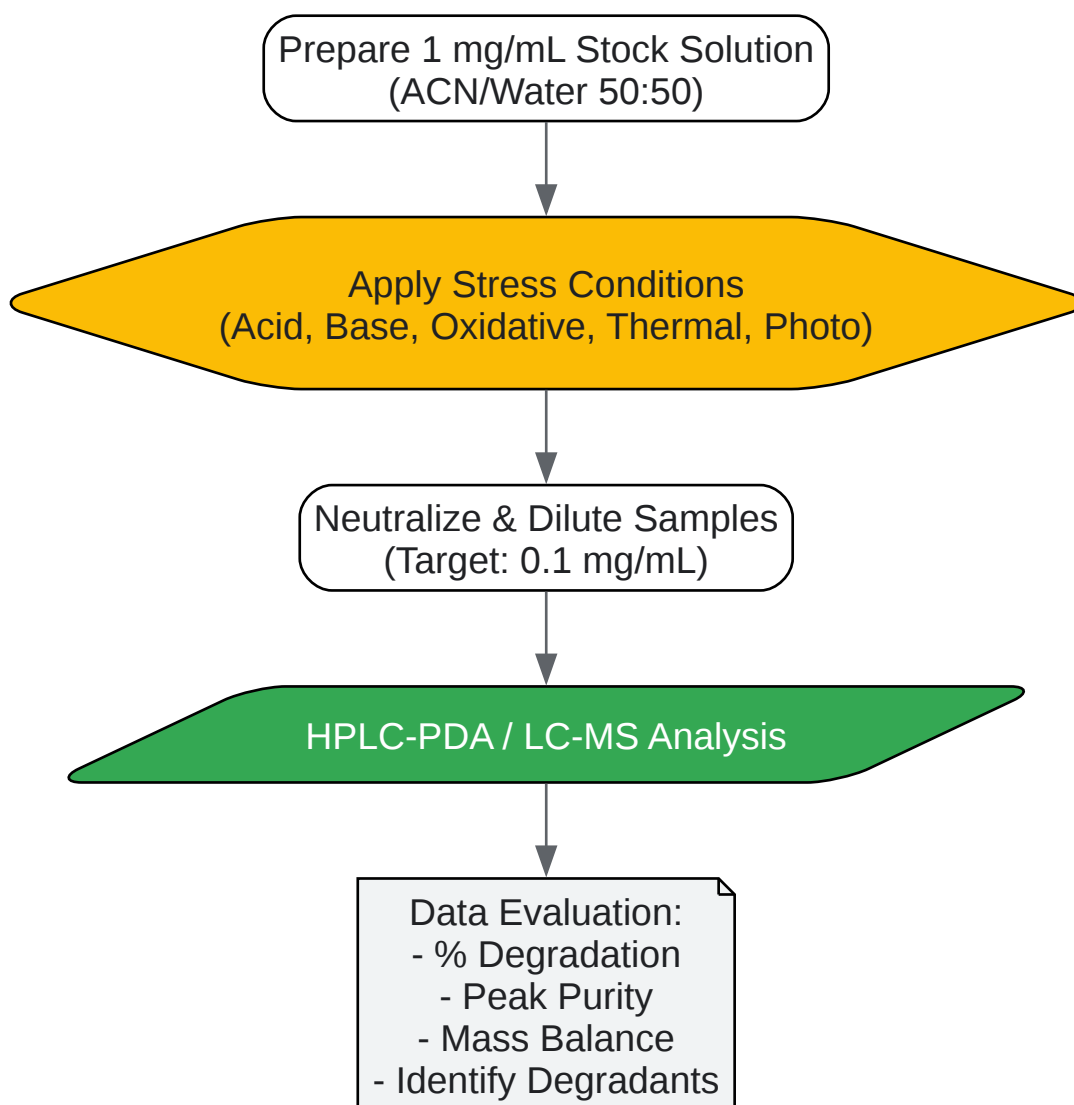 Prepare 1 mg/mL Stock Solution
(ACN/Water 50:50)
Apply Stress Conditions
(Acid, Base, Oxidative, Thermal, Photo)
Neutralize & Dilute Samples
(Target: 0.1 mg/mL)
HPLC-PDA / LC-MS Analysis
Data Evaluation:
- % Degradation
- Peak Purity
- Mass Balance
- Identify Degradants